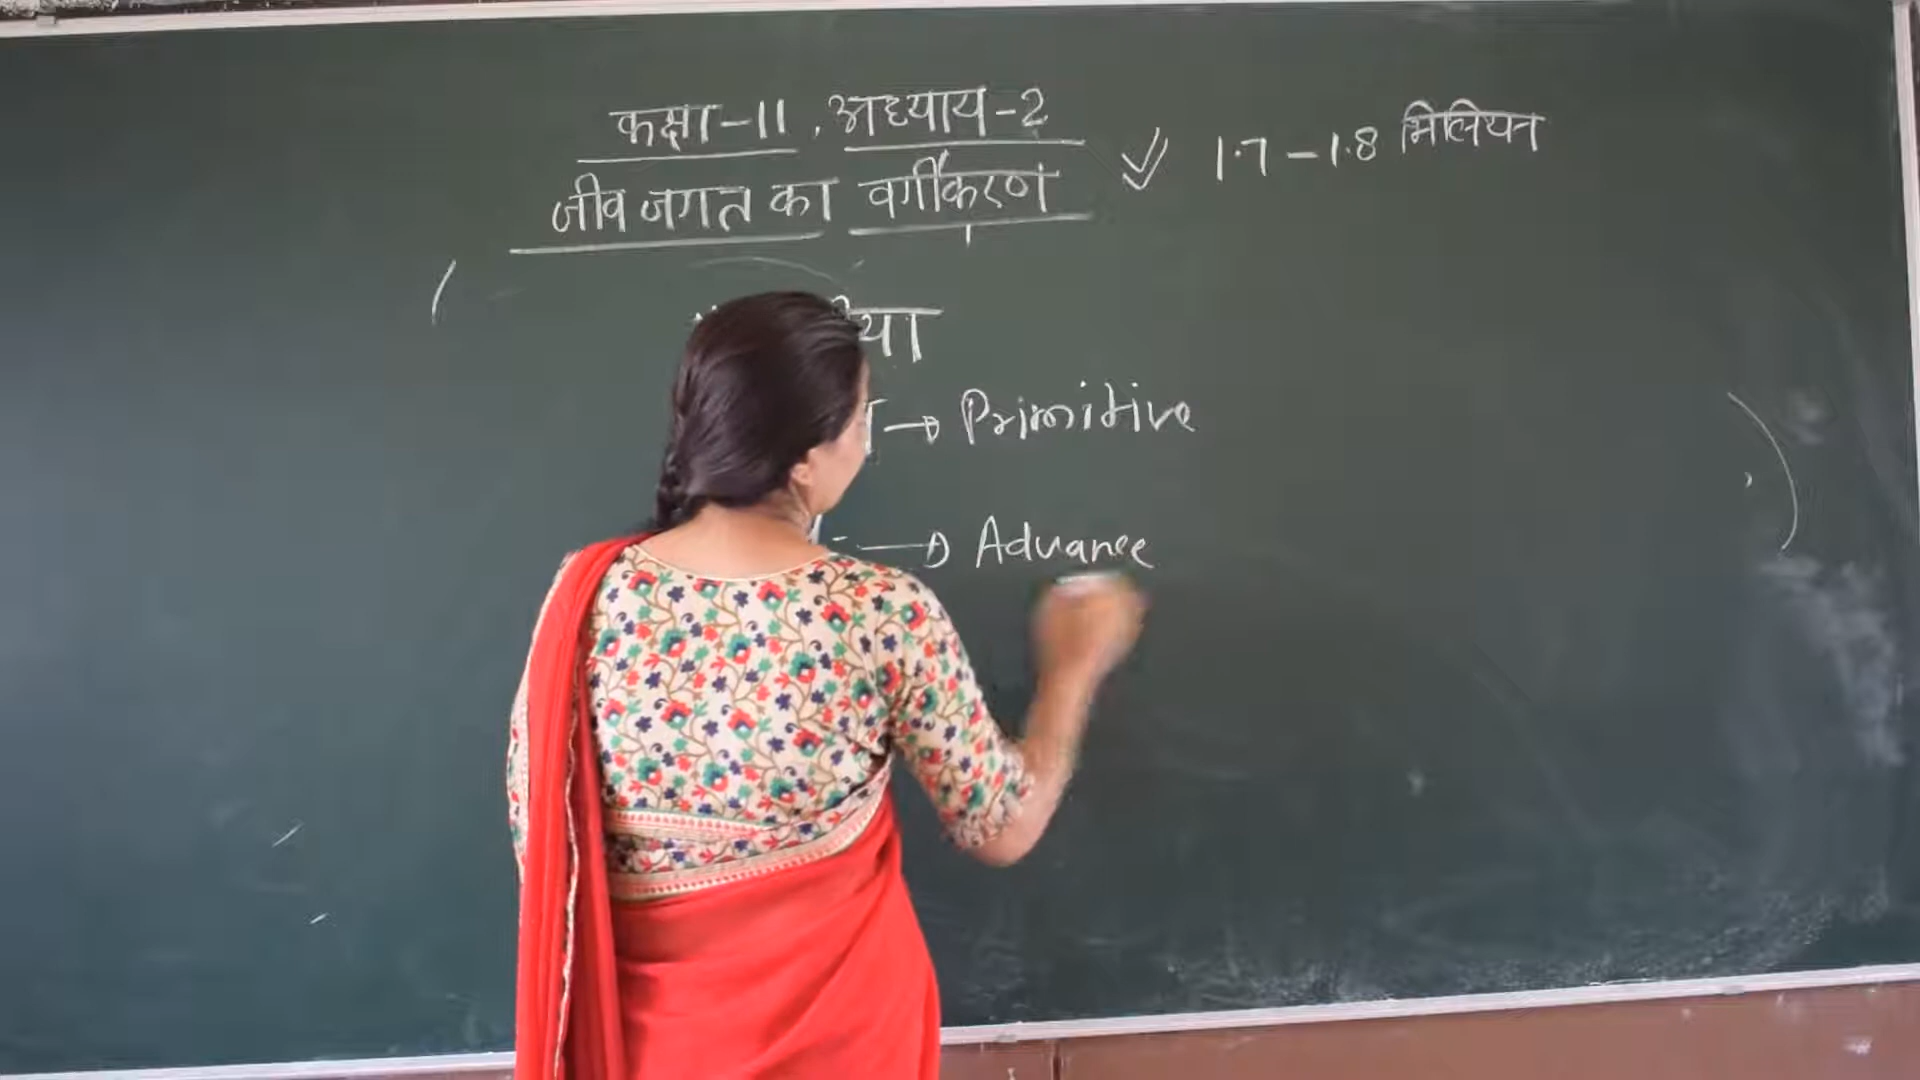 कक्षा-11, अध्याय-2
जीव जगत का वर्गीकरण
1.7-1.8 मिलियन
→ Primitive
→ Advance